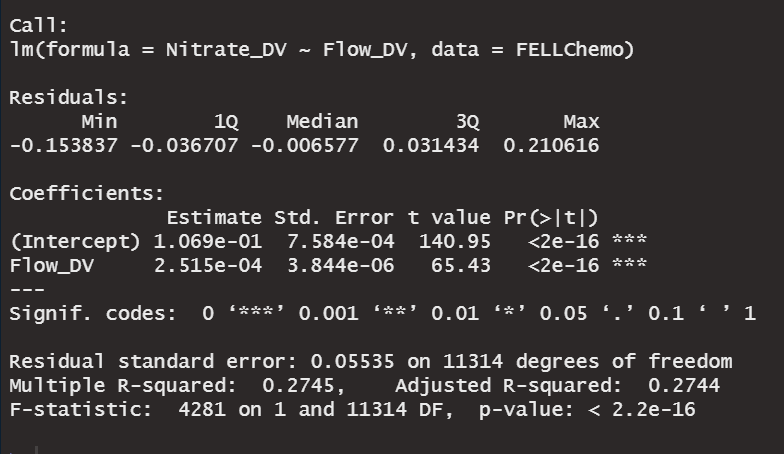 Call:
lm(formula = Nitrate_DV ~ Flow_DV, data = FELLChemo)
Residuals:
      Min        1Q    Median        3Q       Max
-0.153837 -0.036707 -0.006577  0.031434  0.210616
Coefficients:
             Estimate Std. Error t value Pr(>|t|)
(Intercept) 1.069e-01  7.584e-04  140.95   <2e-16 ***
Flow_DV     2.515e-04  3.844e-06   65.43   <2e-16 ***
---
Signif. codes:  0 ‘***’ 0.001 ‘**’ 0.01 ‘*’ 0.05 ‘.’ 0.1 ‘ ’ 1
Residual standard error: 0.05535 on 11314 degrees of freedom
Multiple R-squared:  0.2745,    Adjusted R-squared:  0.2744
F-statistic:  4281 on 1 and 11314 DF,  p-value: < 2.2e-16